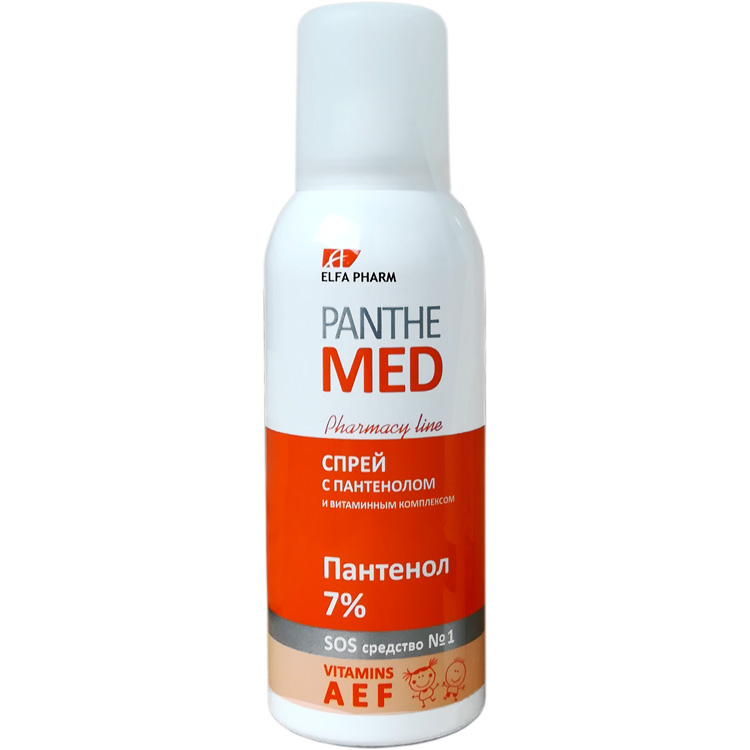 ELFA PHARM
PANTHE
MED
Pharmacy line
СПРЕЙ
С ПАНТЕНОЛОМ
И ВИТАМИННЫМ КОМПЛЕКСОМ
Пантенол
7%
SOS средство №1
VITAMINS
A E F